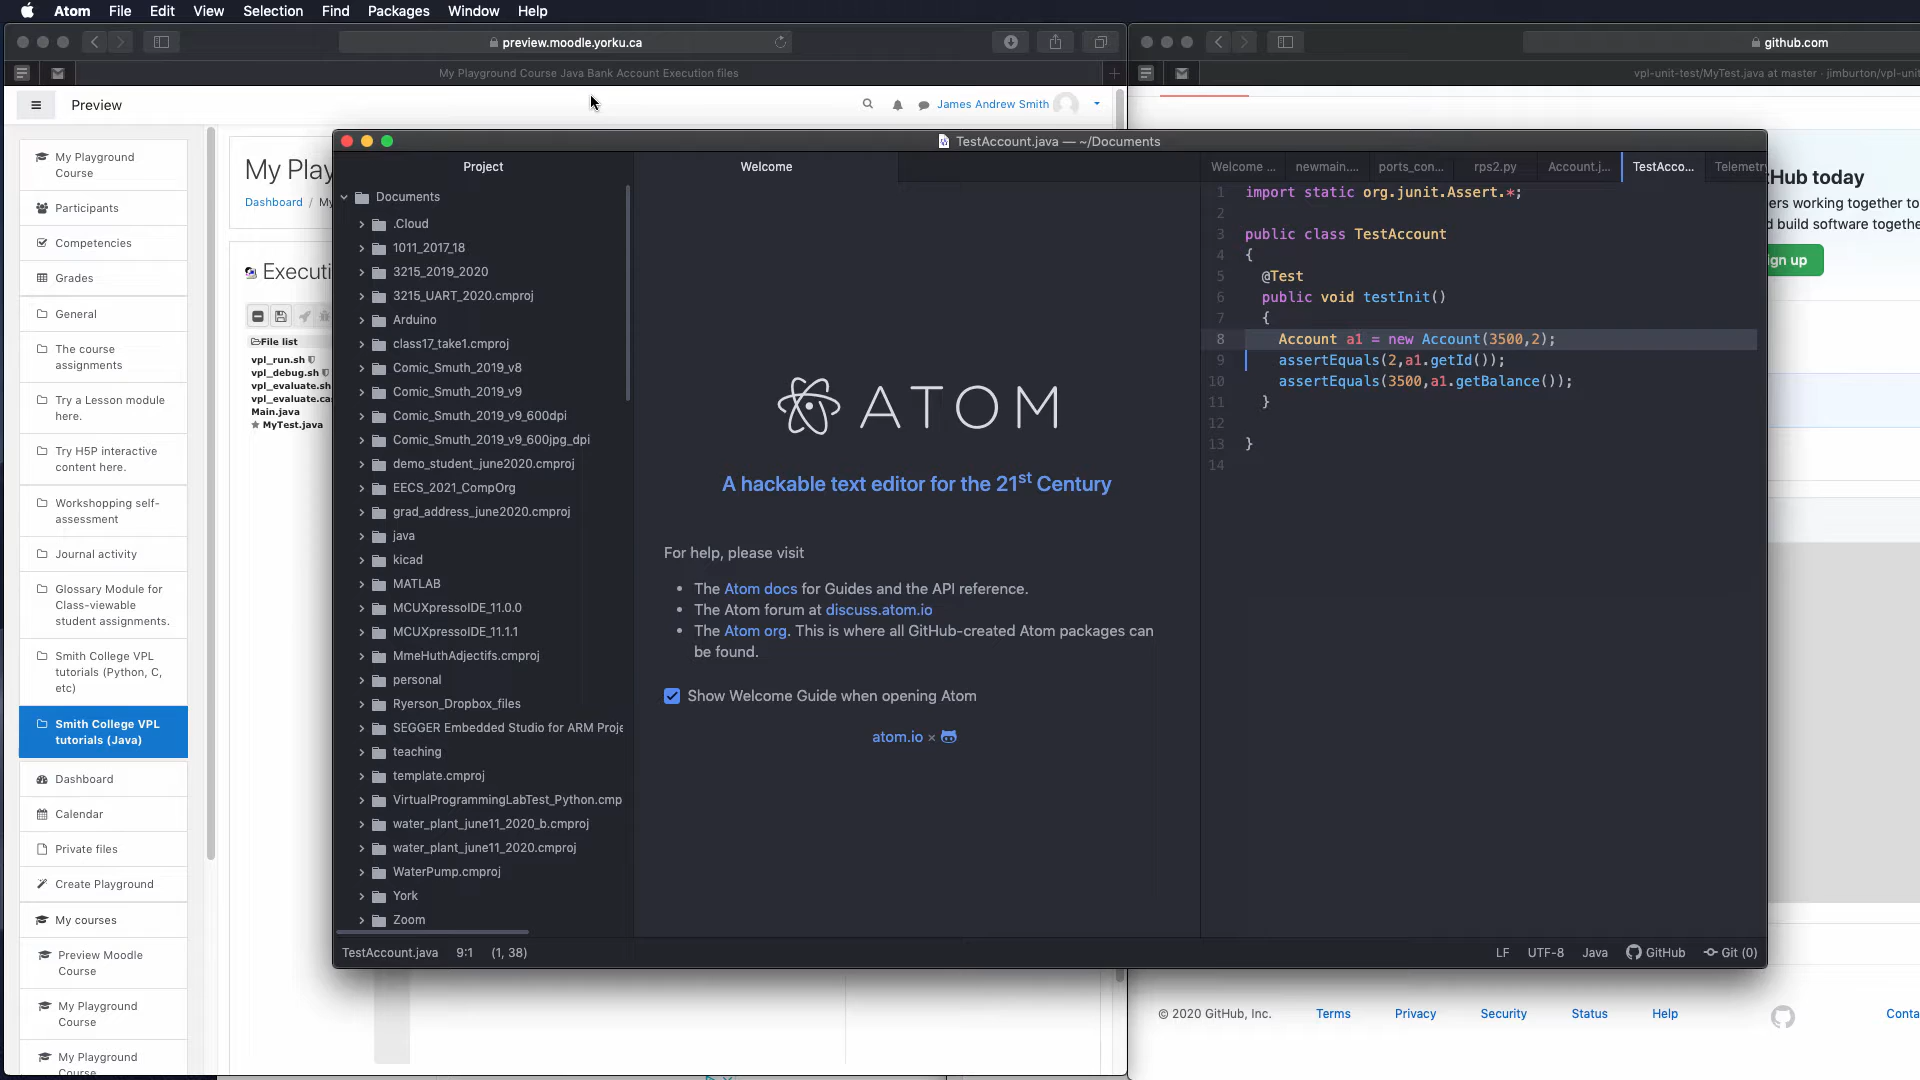 Atom File Edit View Selection Find Packages Window Help
preview.moodle.yorku.ca
My Playground Course Java Bank Account Execution files
Preview
James Andrew Smith
My Playground Course
Participants
Competencies
Grades
General
The course assignments
Try a Lesson module here.
Try H5P interactive content here.
Workshopping self-assessment
Journal activity
Glossary Module for Class-viewable student assignments.
Smith College VPL tutorials (Python, C, etc)
Smith College VPL tutorials (Java)
Dashboard
Calendar
Private files
Create Playground
My courses
Preview Moodle Course
My Playground Course
My Playground Course
My Play
Dashboard / My
Executi
File list
vpl_run.sh
vpl_debug.sh
vpl_evaluate.sh
vpl_evaluate.ca
Main.java
MyTest.java
TestAccount.java — ~/Documents
Project
Documents
.Cloud
1011_2017_18
3215_2019_2020
3215_UART_2020.cmproj
Arduino
class17_take1.cmproj
Comic_Smuth_2019_v8
Comic_Smuth_2019_v9
Comic_Smuth_2019_v9_600dpi
Comic_Smuth_2019_v9_600jpg_dpi
demo_student_june2020.cmproj
EECS_2021_CompOrg
grad_address_june2020.cmproj
java
kicad
MATLAB
MCUXpressoIDE_11.0.0
MCUXpressoIDE_11.1.1
MmeHuthAdjectifs.cmproj
personal
Ryerson_Dropbox_files
SEGGER Embedded Studio for ARM Proje
teaching
template.cmproj
VirtualProgrammingLabTest_Python.cmp
water_plant_june11_2020_b.cmproj
water_plant_june11_2020.cmproj
WaterPump.cmproj
York
Zoom
Welcome
ATOM
A hackable text editor for the 21st Century
For help, please visit
• The Atom docs for Guides and the API reference.
• The Atom forum at discuss.atom.io
• The Atom org. This is where all GitHub-created Atom packages can
be found.
Show Welcome Guide when opening Atom
atom.io ×
Welcome ... newmain.... ports_con... rps2.py Account.j... TestAcco... Telemetry
1 import static org.junit.Assert.*;
2
3 public class TestAccount
4 {
5 @Test
6 public void testInit()
7 {
8 Account a1 = new Account(3500,2);
9 assertEquals(2,a1.getId());
10 assertEquals(3500,a1.getBalance());
11 }
12
13 }
14
TestAccount.java 9:1 (1, 38)
LF UTF-8 Java GitHub Git (0)
github.com
vpl-unit-test/MyTest.java at master · jimburton/vpl-unit
Hub today
ers working together to
d build software togethe
ign up
© 2020 GitHub, Inc. Terms Privacy Security Status Help Conta